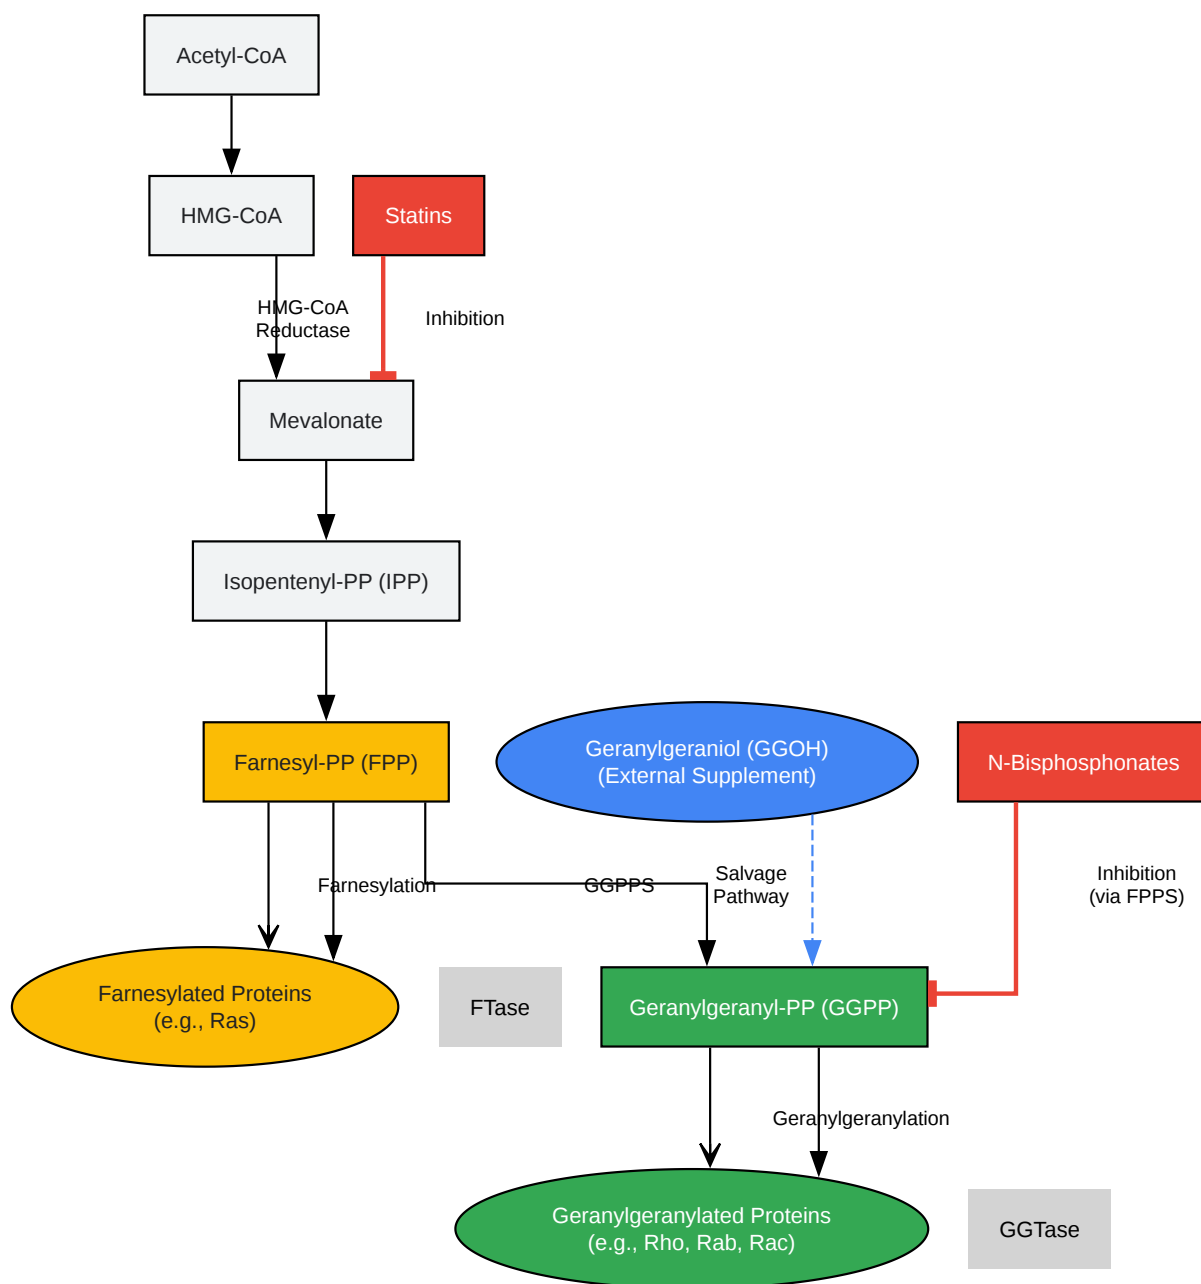 Acetyl-CoA
HMG-CoA
Statins
HMG-CoA
Reductase
Inhibition
Mevalonate
Isopentenyl-PP (IPP)
Farnesyl-PP (FPP)
Geranylgeraniol (GGOH)
(External Supplement)
N-Bisphosphonates
Farnesylation
GGPPS
Salvage
Pathway
Inhibition
(via FPPS)
Farnesylated Proteins
(e.g., Ras)
FTase
Geranylgeranyl-PP (GGPP)
Geranylgeranylation
Geranylgeranylated Proteins
(e.g., Rho, Rab, Rac)
GGTase